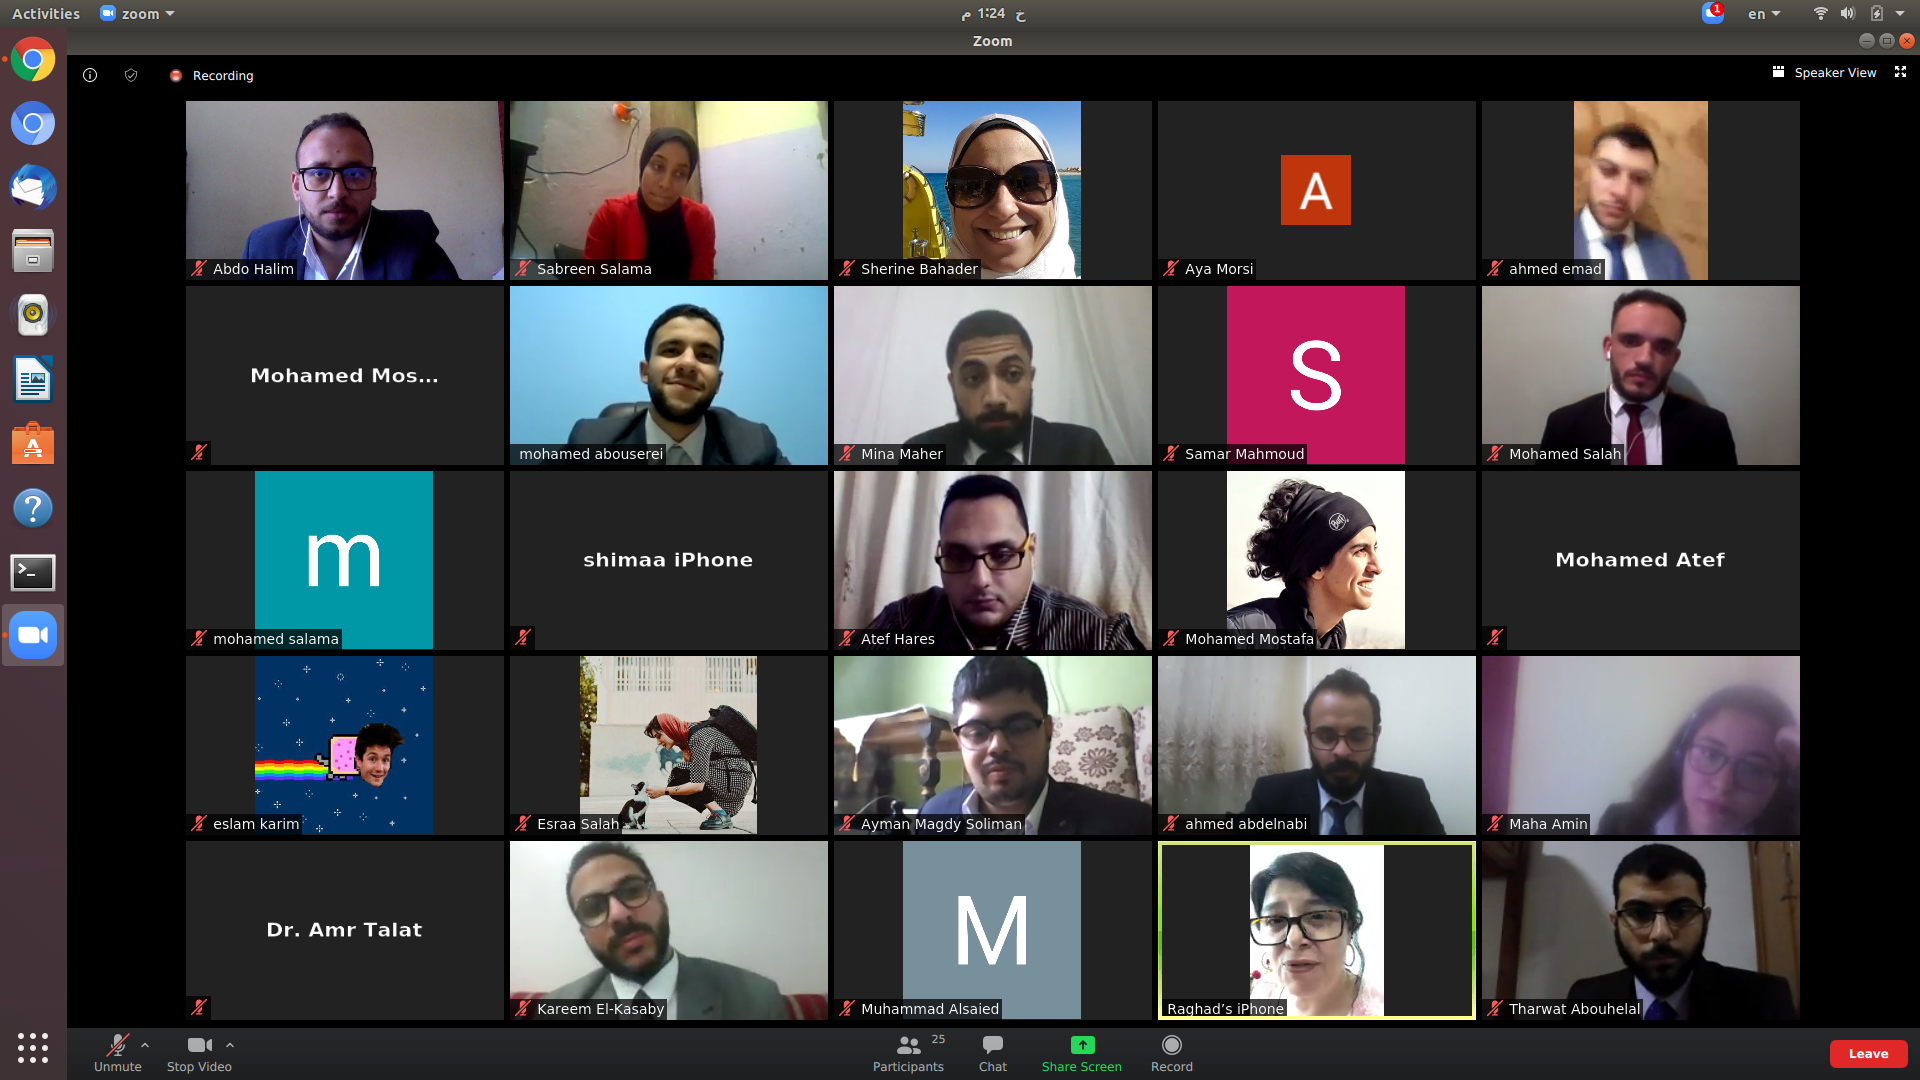 Activities
zoom
م 1:24 خ
1
en
Zoom
Recording
Speaker View
Abdo Halim
Sabreen Salama
Sherine Bahader
A
Aya Morsi
ahmed emad
Mohamed Mos...
mohamed abouserei
Mina Maher
S
Samar Mahmoud
Mohamed Salah
m
mohamed salama
shimaa iPhone
Atef Hares
Buff
Mohamed Mostafa
Mohamed Atef
eslam karim
Esraa Salah
Ayman Magdy Soliman
ahmed abdelnabi
Maha Amin
Dr. Amr Talat
Kareem El-Kasaby
M
Muhammad Alsaied
Raghad’s iPhone
Tharwat Abouhelal
Unmute
Stop Video
Participants
25
Chat
Share Screen
Record
Leave